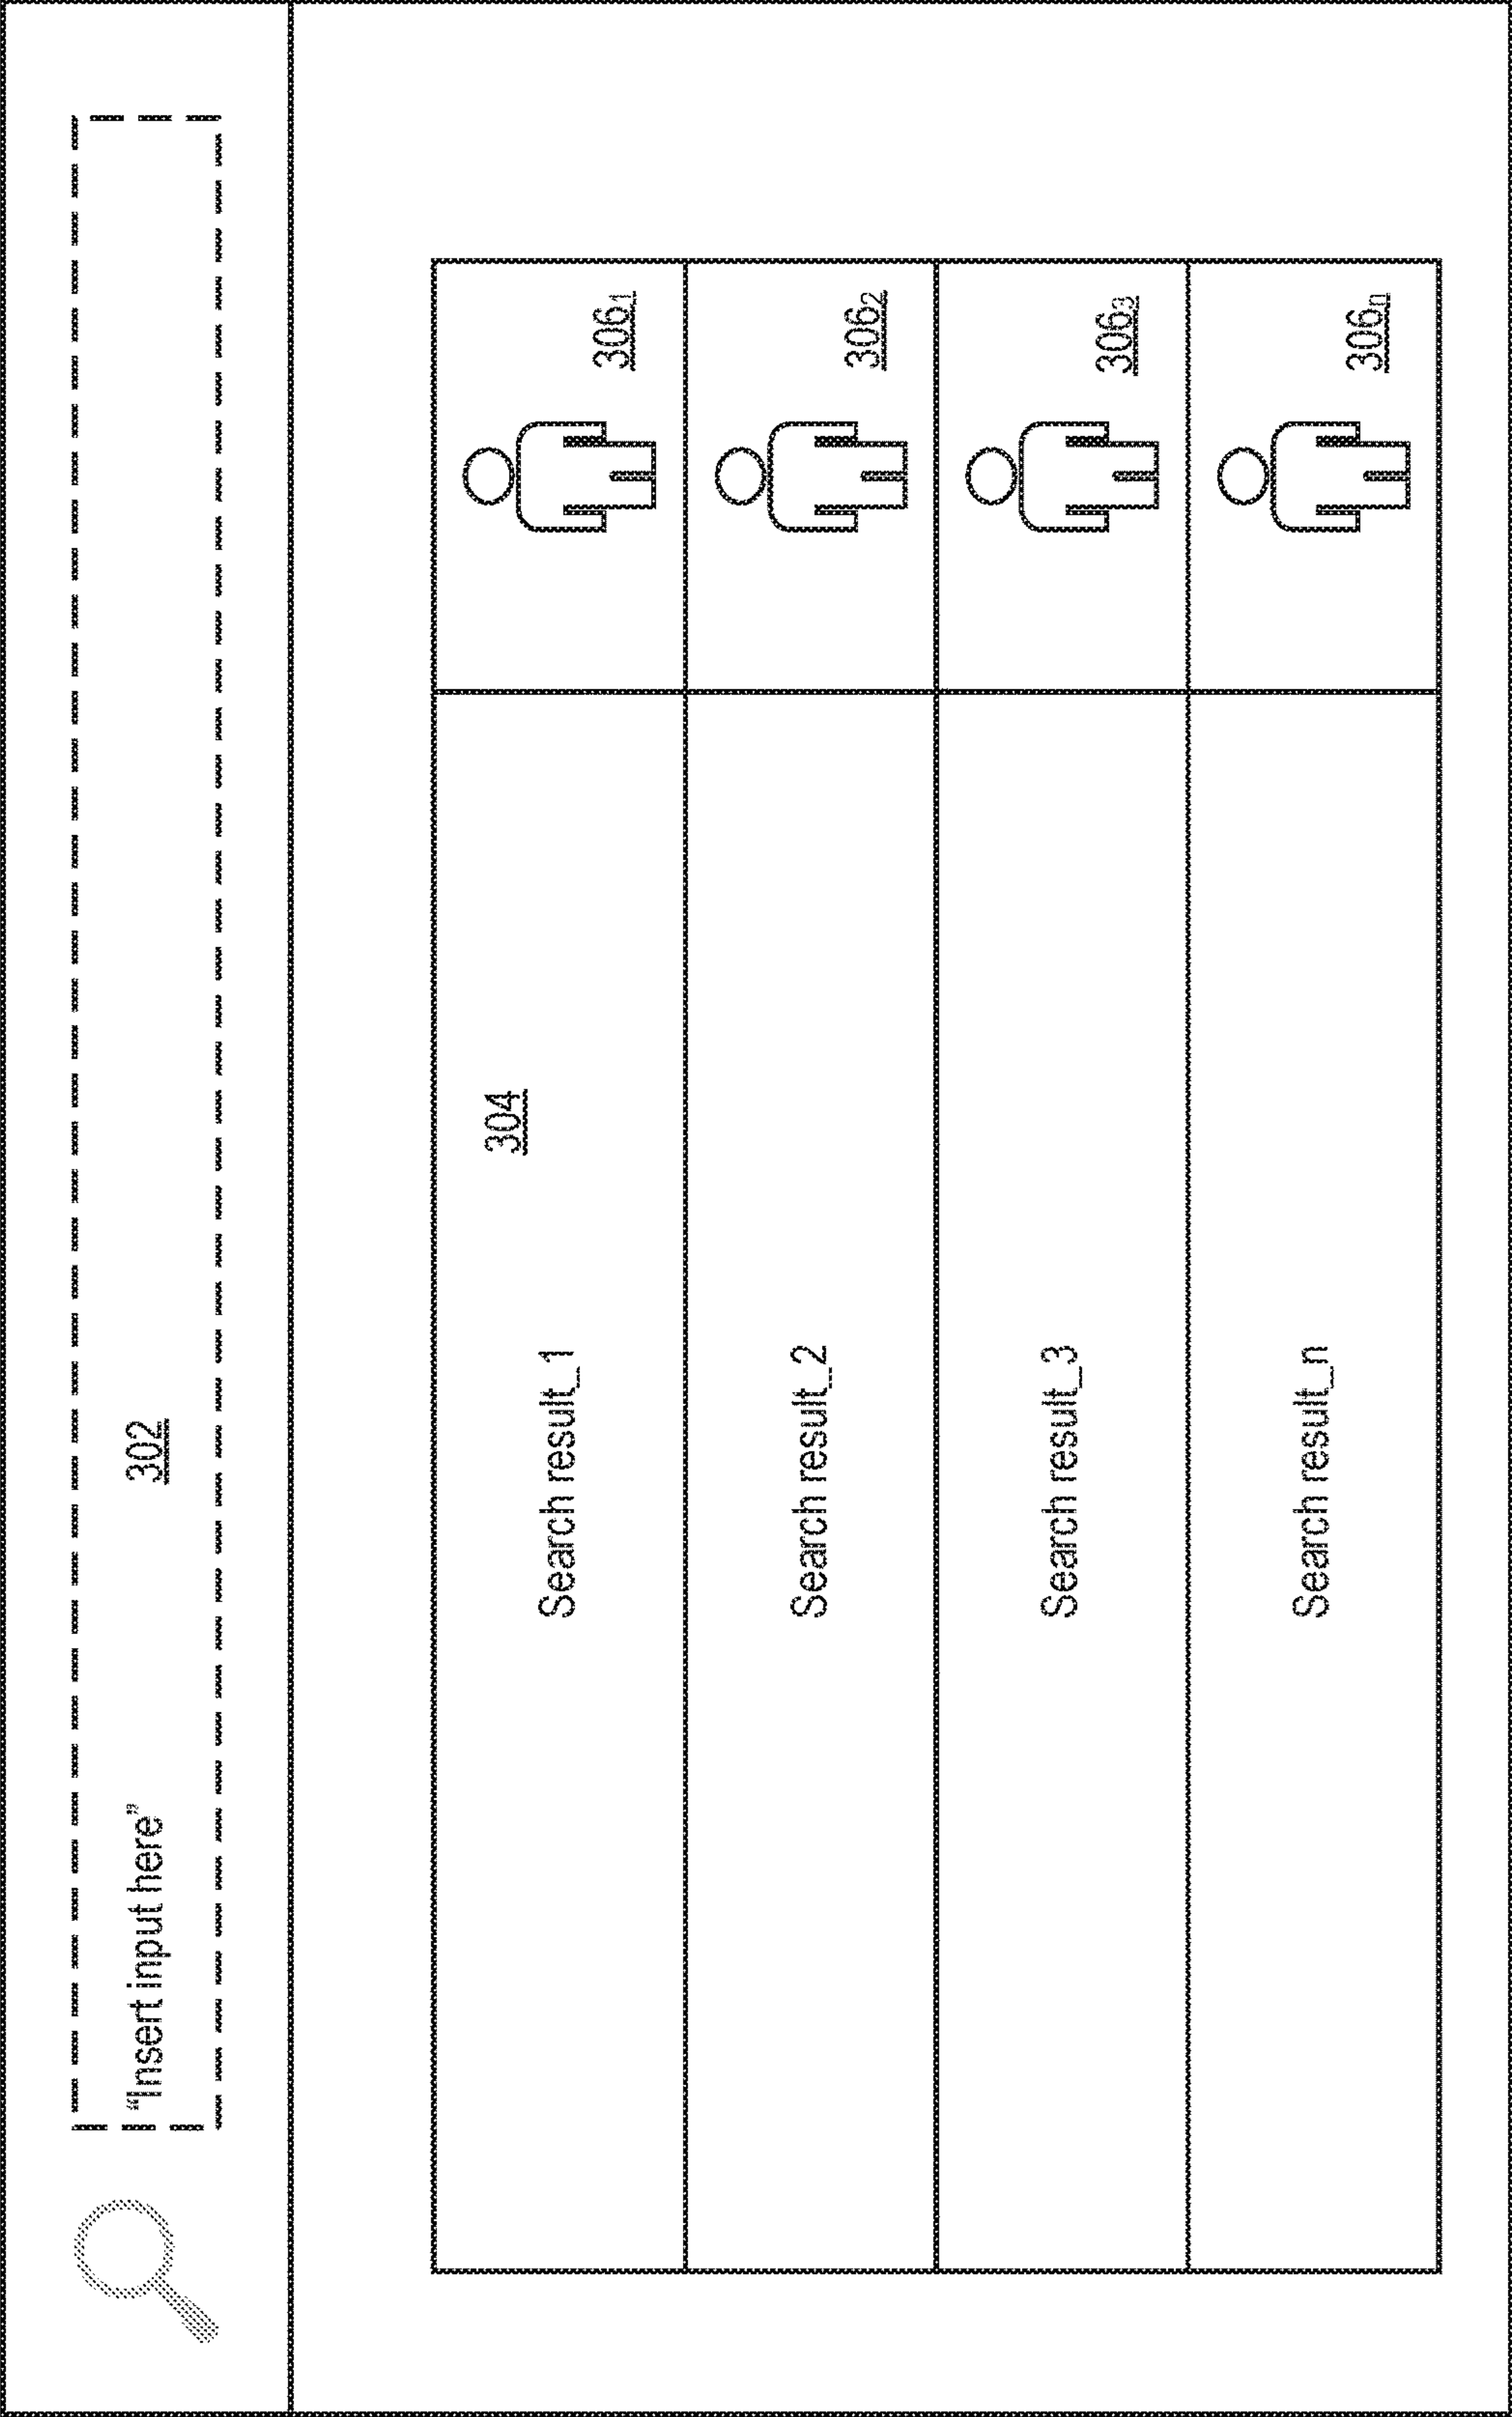 “Insert input here” 302
304
Search result_1 306₁
Search result_2 306₂
Search result_3 306₃
Search result_n 306ₙ